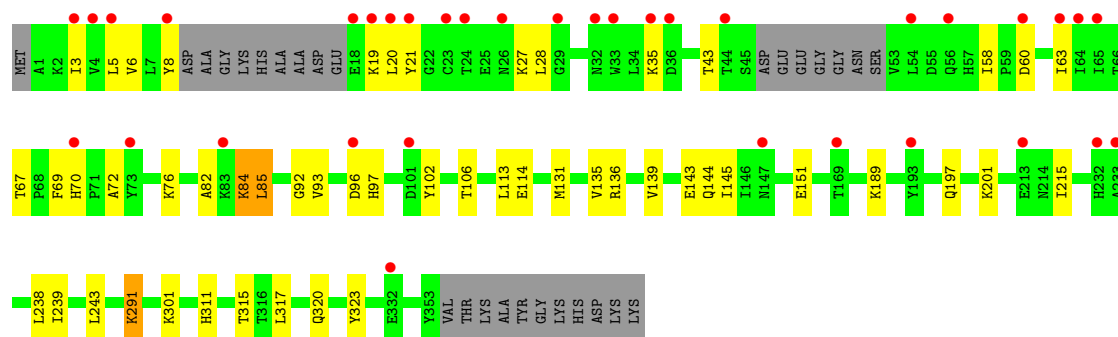 MET A1 K2 I3 V4 L5 V6 L7 Y8 ASP ALA GLY LYS HIS ALA ALA ASP GLU E18 K19 L20 Y21 G22 C23 T24 E25 N26 K27 L28 G29 N32 W33 L34 K35 D36 T43 T44 S45 ASP GLU GLU GLY GLY ASN SER V53 L54 D55 Q56 H57 I58 P59 D60 I63 I64 I65 T66
T67 P68 F69 H70 P71 A72 Y73 K76 A82 K83 K84 L85 G92 V93 D96 H97 D101 Y102 T106 L113 E114 M131 V135 R136 V139 E143 Q144 I145 I146 N147 E151 T169 K189 Y193 Q197 K201 E213 N214 I215 H232 A233
L238 I239 L243 K291 K301 H311 T315 T316 L317 Q320 Y323 E332 Y353 VAL THR LYS ALA TYR GLY LYS HIS ASP LYS LYS